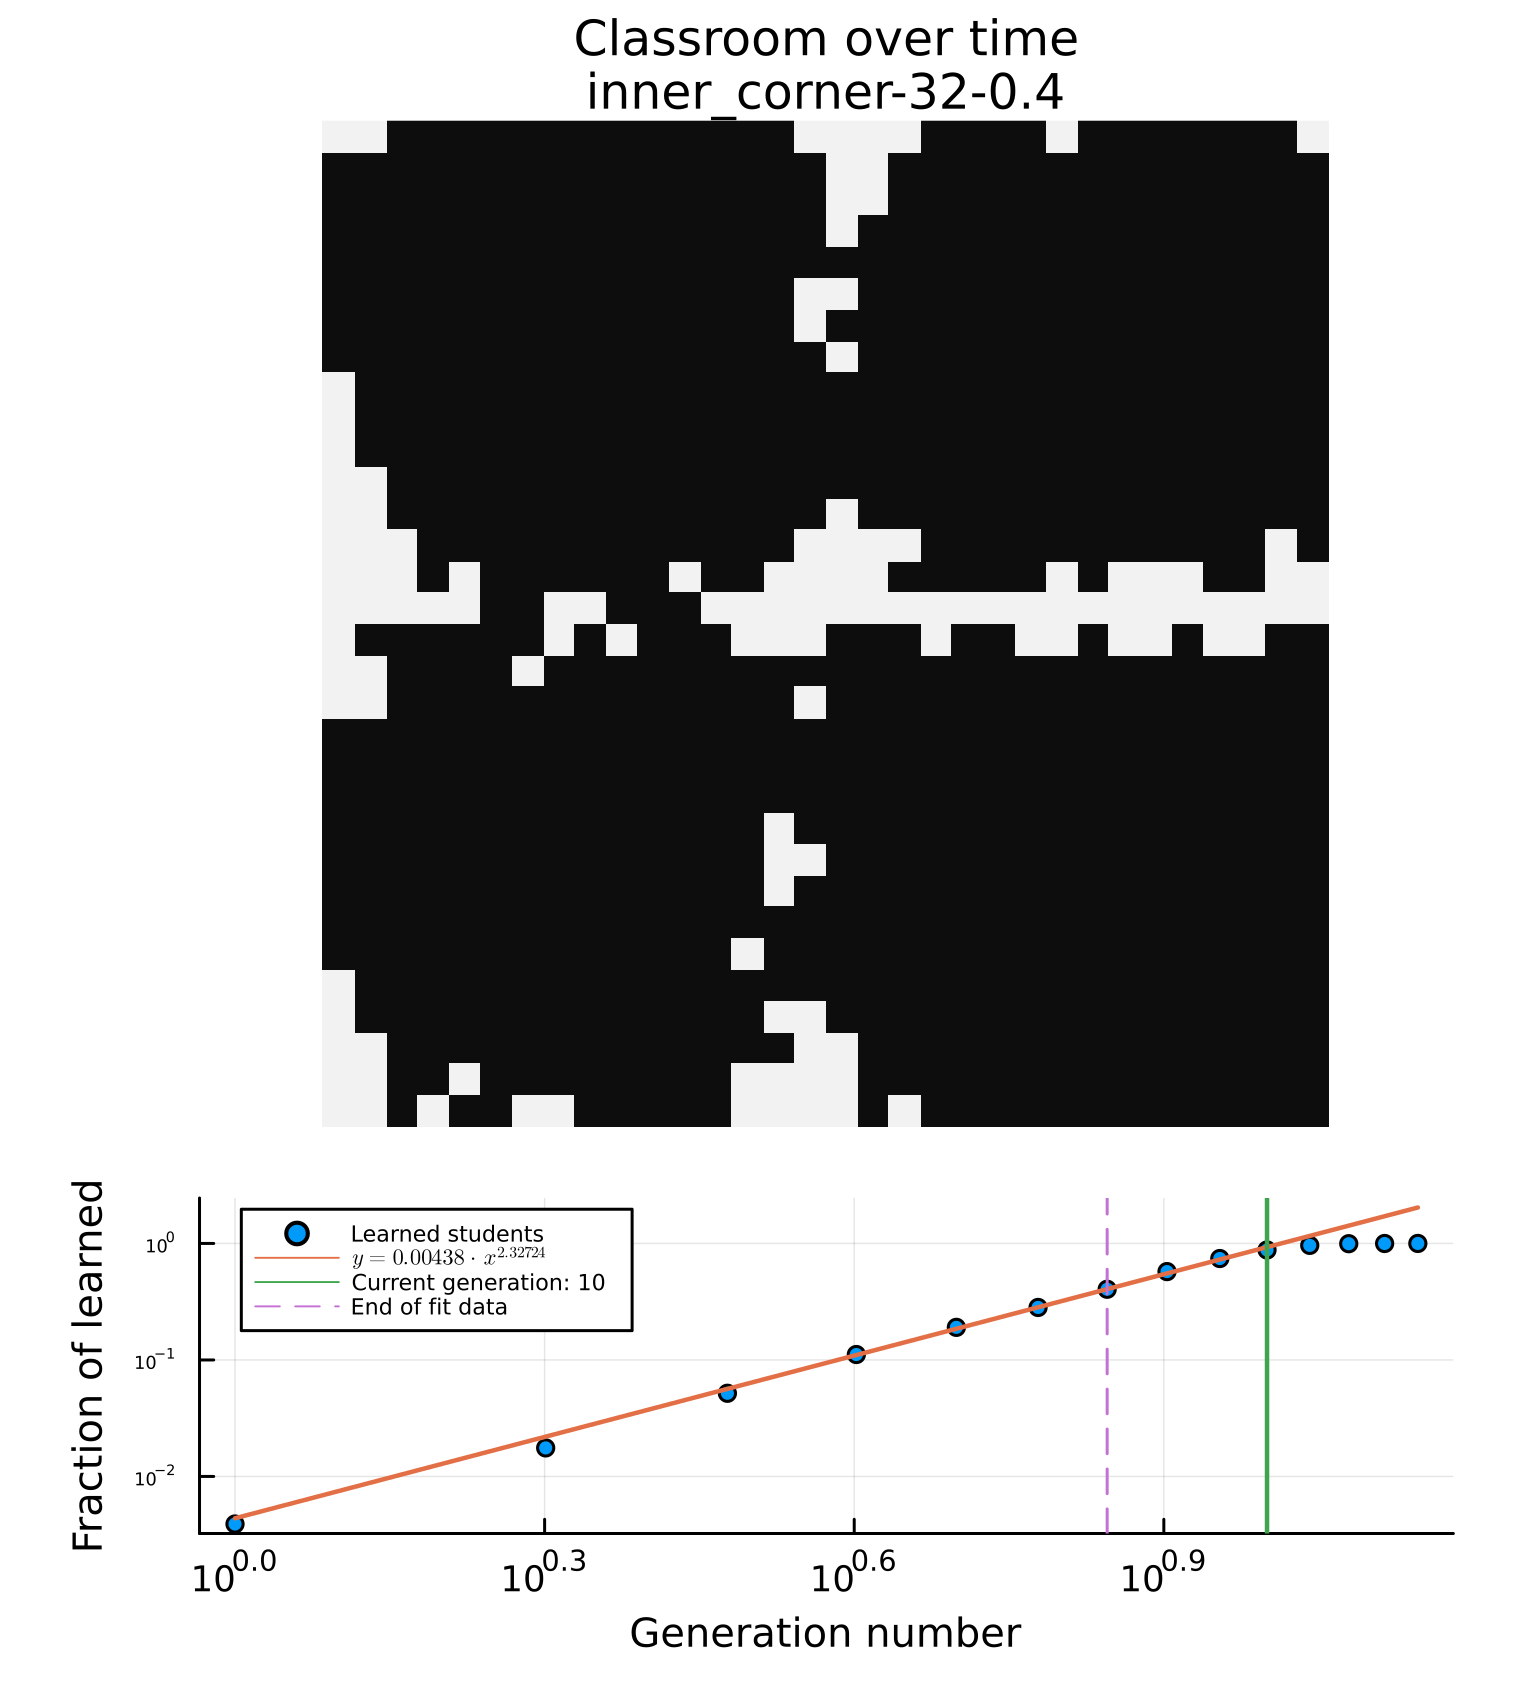 Classroom over time
inner_corner-32-0.4
Fraction of learned
10^0
10^−1
10^−2
Learned students
y = 0.00438 · x^2.32724
Current generation: 10
End of fit data
10^0.0 10^0.3 10^0.6 10^0.9
Generation number